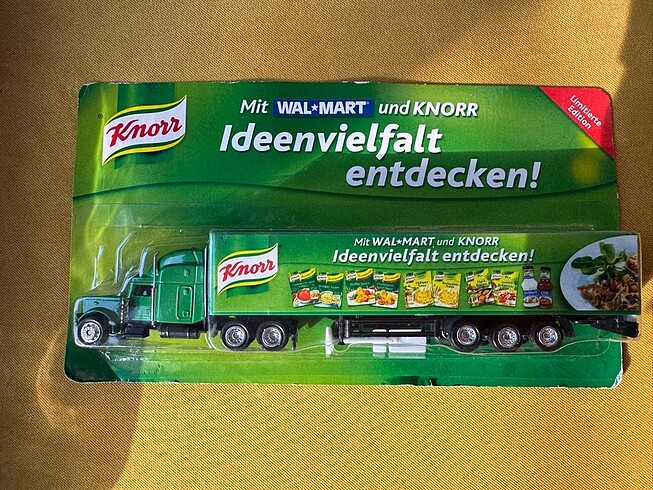 Knorr
Mit WAL★MART und KNORR
Ideenvielfalt
entdecken!
Limitierte
Edition
Mit WAL★MART und KNORR
Ideenvielfalt entdecken!
Knorr